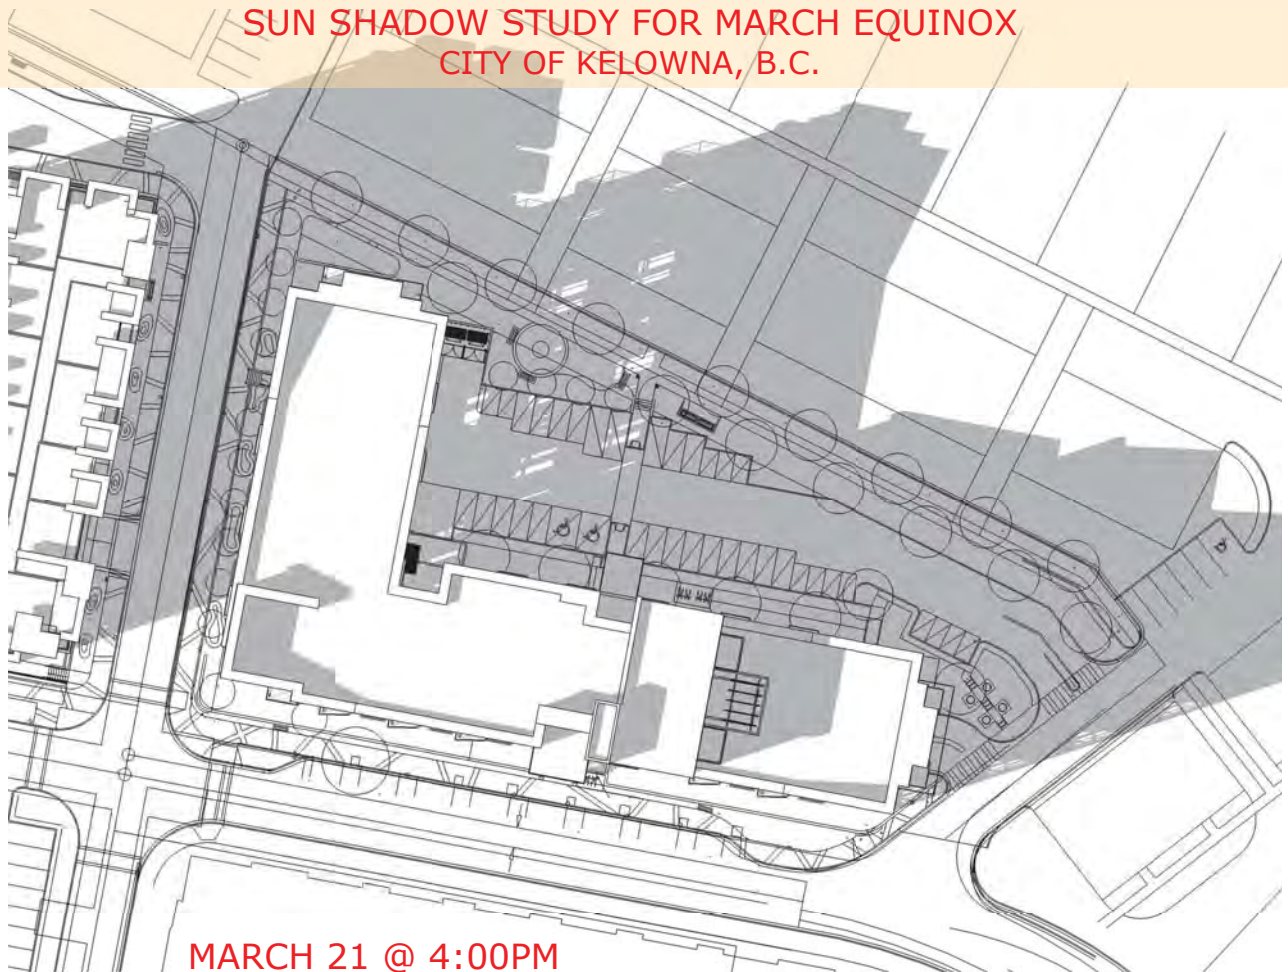 SUN SHADOW STUDY FOR MARCH EQUINOX
CITY OF KELOWNA, B.C.
MARCH 21 @ 4:00PM